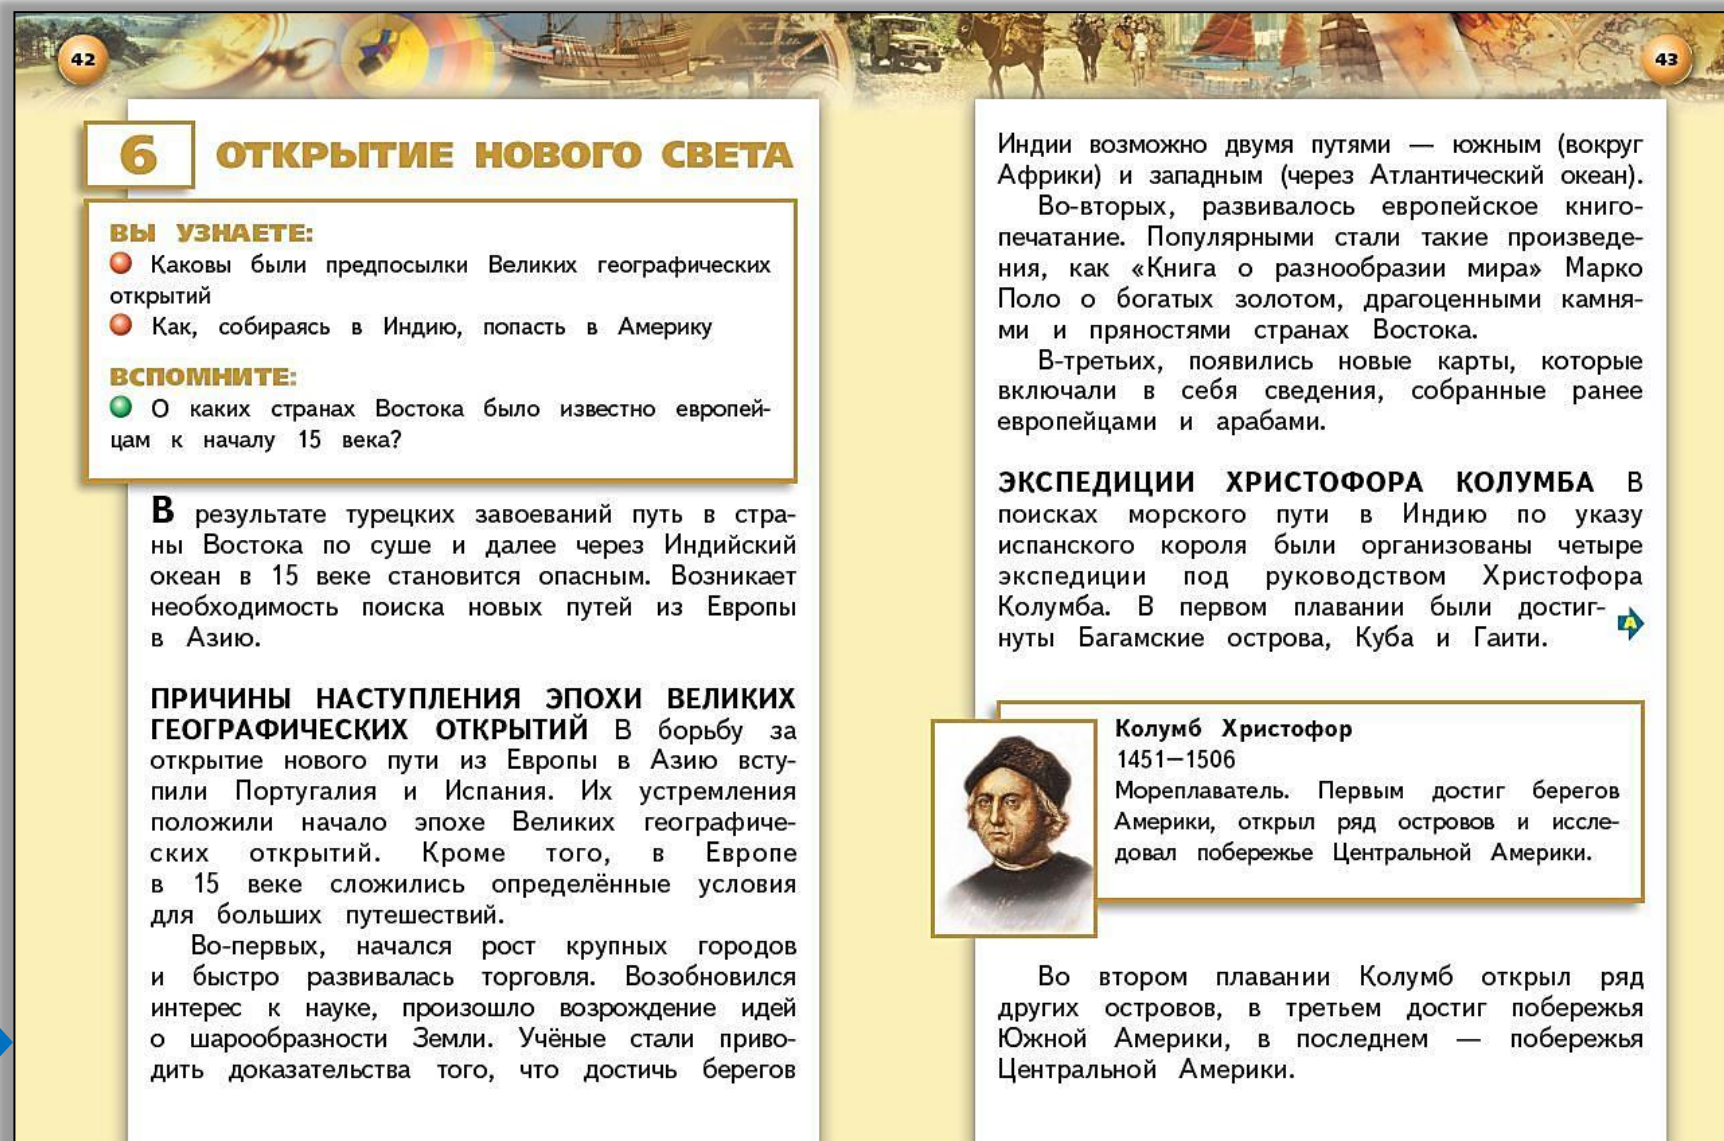 42
6 ОТКРЫТИЕ НОВОГО СВЕТА
ВЫ УЗНАЕТЕ:
Каковы были предпосылки Великих географических
открытий
Как, собираясь в Индию, попасть в Америку
ВСПОМНИТЕ:
О каких странах Востока было известно европей-
цам к началу 15 века?
В результате турецких завоеваний путь в стра-
ны Востока по суше и далее через Индийский
океан в 15 веке становится опасным. Возникает
необходимость поиска новых путей из Европы
в Азию.
ПРИЧИНЫ НАСТУПЛЕНИЯ ЭПОХИ ВЕЛИКИХ
ГЕОГРАФИЧЕСКИХ ОТКРЫТИЙ В борьбу за
открытие нового пути из Европы в Азию всту-
пили Португалия и Испания. Их устремления
положили начало эпохе Великих географиче-
ских открытий. Кроме того, в Европе
в 15 веке сложились определённые условия
для больших путешествий.
Во-первых, начался рост крупных городов
и быстро развивалась торговля. Возобновился
интерес к науке, произошло возрождение идей
о шарообразности Земли. Учёные стали приво-
дить доказательства того, что достичь берегов
43
Индии возможно двумя путями — южным (вокруг
Африки) и западным (через Атлантический океан).
Во-вторых, развивалось европейское книго-
печатание. Популярными стали такие произведе-
ния, как «Книга о разнообразии мира» Марко
Поло о богатых золотом, драгоценными камня-
ми и пряностями странах Востока.
В-третьих, появились новые карты, которые
включали в себя сведения, собранные ранее
европейцами и арабами.
ЭКСПЕДИЦИИ ХРИСТОФОРА КОЛУМБА В
поисках морского пути в Индию по указу
испанского короля были организованы четыре
экспедиции под руководством Христофора
Колумба. В первом плавании были достиг-
нуты Багамские острова, Куба и Гаити.
А
Колумб Христофор
1451—1506
Мореплаватель. Первым достиг берегов
Америки, открыл ряд островов и иссле-
довал побережье Центральной Америки.
Во втором плавании Колумб открыл ряд
других островов, в третьем достиг побережья
Южной Америки, в последнем — побережья
Центральной Америки.